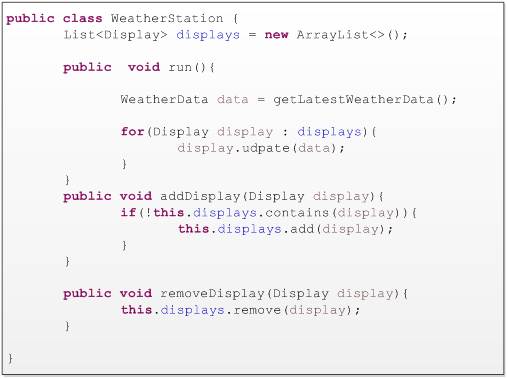 public class WeatherStation {
List<Display> displays = new ArrayList<>();
public void run(){
WeatherData data = getLatestWeatherData();
for(Display display : displays){
display.udpate(data);
}
}
public void addDisplay(Display display){
if(!this.displays.contains(display)){
this.displays.add(display);
}
}
public void removeDisplay(Display display){
this.displays.remove(display);
}
}